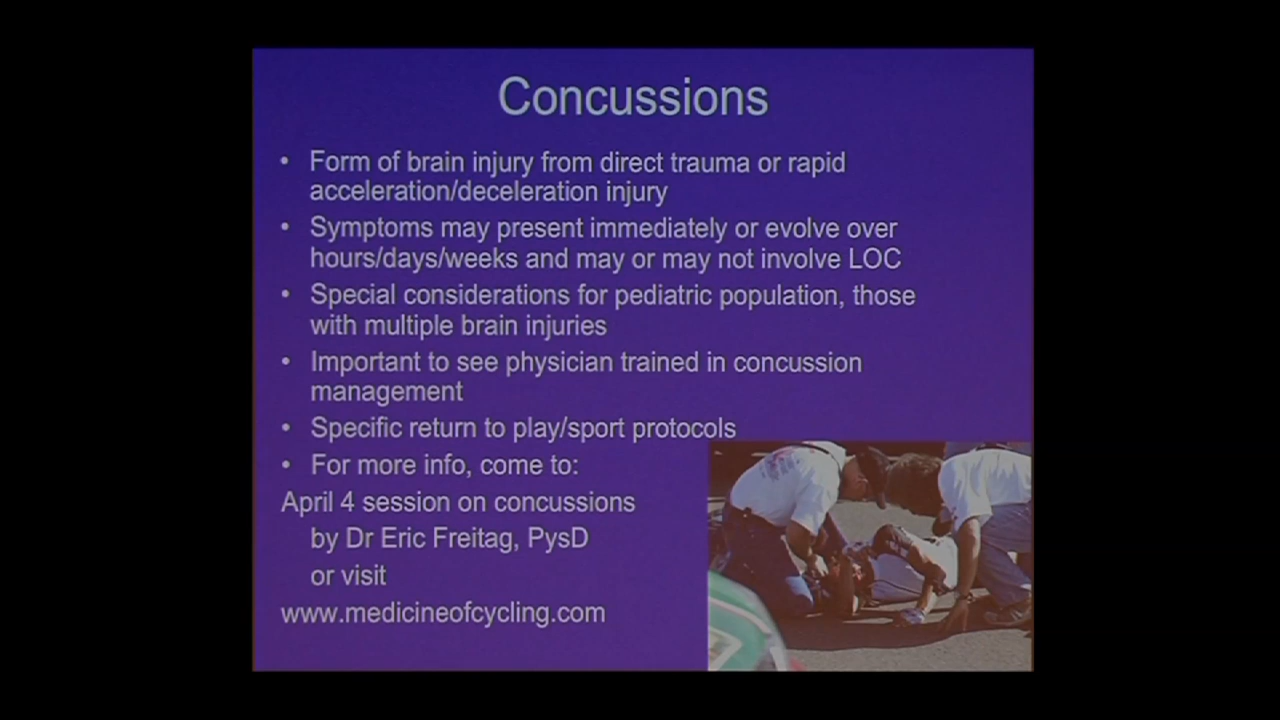 Concussions
• Form of brain injury from direct trauma or rapid
acceleration/deceleration injury
• Symptoms may present immediately or evolve over
hours/days/weeks and may or may not involve LOC
• Special considerations for pediatric population, those
with multiple brain injuries
• Important to see physician trained in concussion
management
• Specific return to play/sport protocols
• For more info, come to:
April 4 session on concussions
by Dr Eric Freitag, PysD
or visit
www.medicineofcycling.com